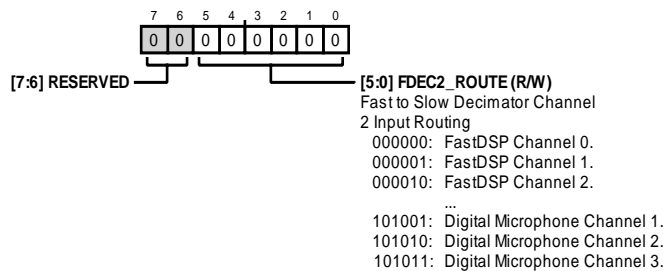 7 6 5 4 3 2 1 0
0 0 0 0 0 0 0 0
[7:6] RESERVED
[5:0] FDEC2_ROUTE (R/W)
Fast to Slow Decimator Channel
2 Input Routing
000000: FastDSP Channel 0.
000001: FastDSP Channel 1.
000010: FastDSP Channel 2.
...
101001: Digital Microphone Channel 1.
101010: Digital Microphone Channel 2.
101011: Digital Microphone Channel 3.